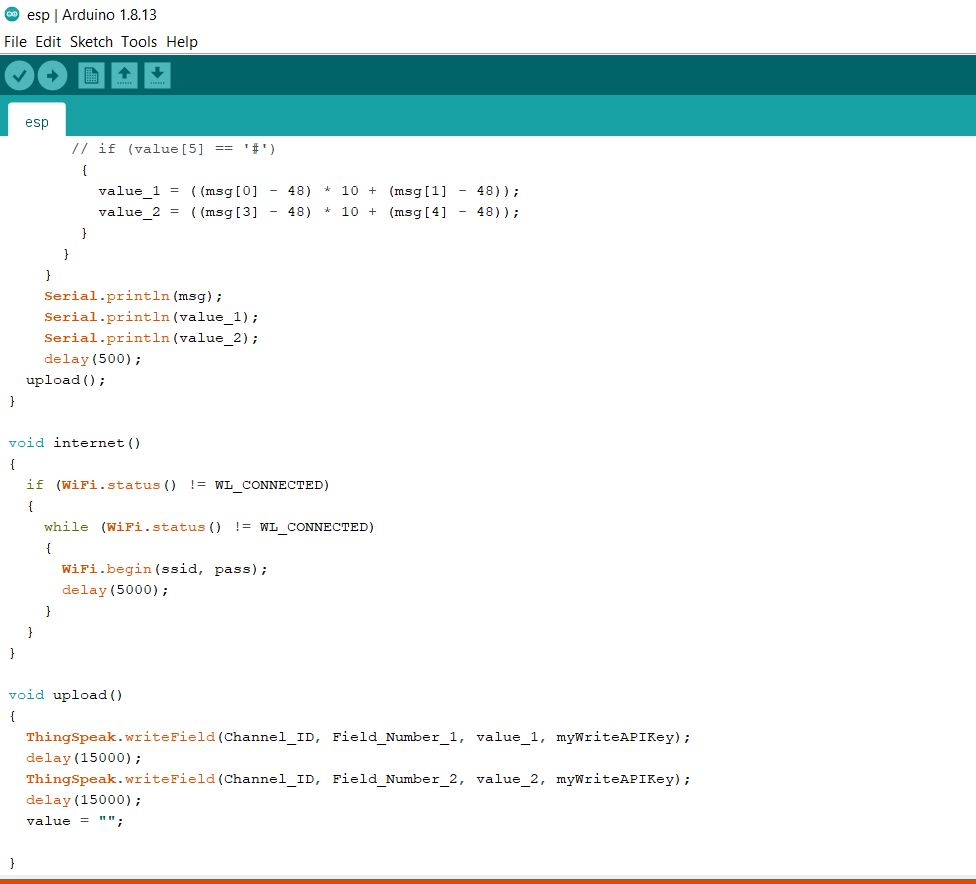 esp | Arduino 1.8.13
File Edit Sketch Tools Help
esp
// if (value[5] == '#')
{
value_1 = ((msg[0] - 48) * 10 + (msg[1] - 48));
value_2 = ((msg[3] - 48) * 10 + (msg[4] - 48));
}
}
}
Serial.println(msg);
Serial.println(value_1);
Serial.println(value_2);
delay(500);
upload();
}
void internet()
{
if (WiFi.status() != WL_CONNECTED)
{
while (WiFi.status() != WL_CONNECTED)
{
WiFi.begin(ssid, pass);
delay(5000);
}
}
}
void upload()
{
ThingSpeak.writeField(Channel_ID, Field_Number_1, value_1, myWriteAPIKey);
delay(15000);
ThingSpeak.writeField(Channel_ID, Field_Number_2, value_2, myWriteAPIKey);
delay(15000);
value = "";
}